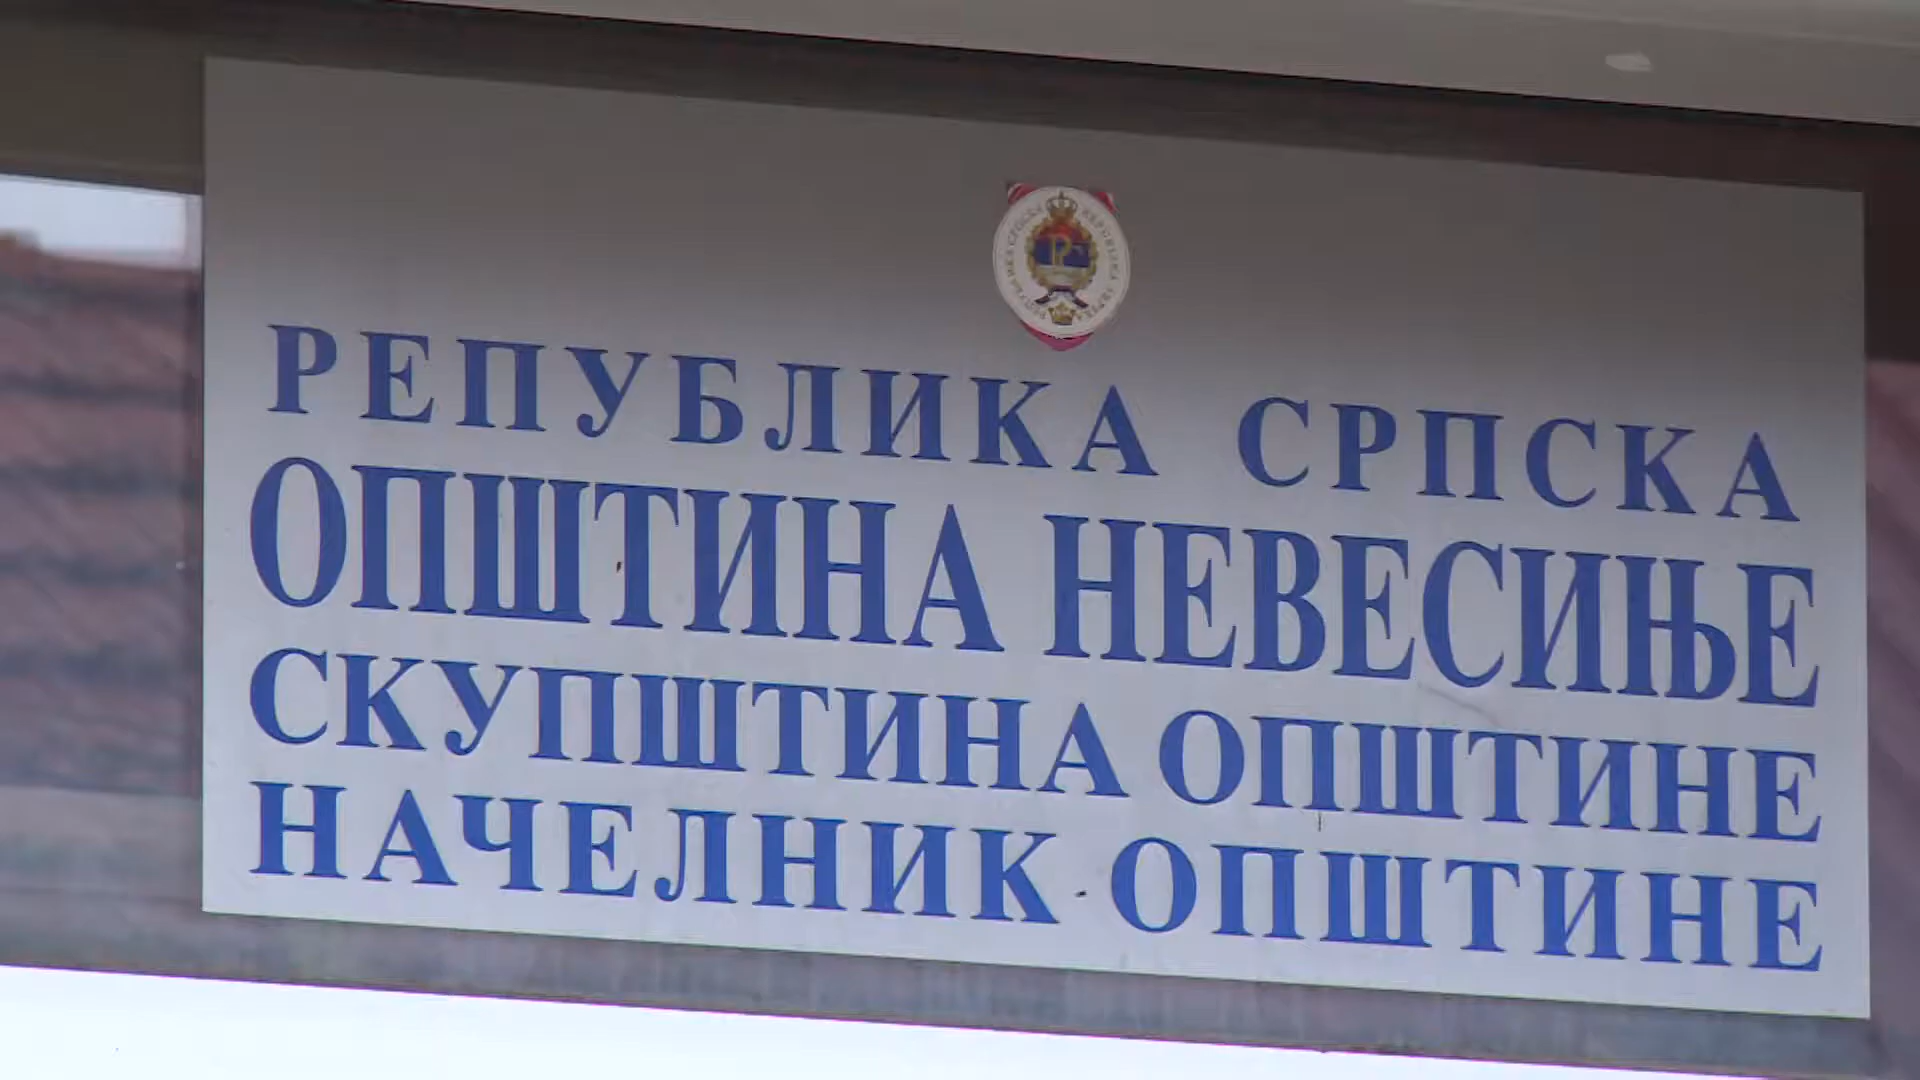 РЕПУБЛИКА СРПСКА
ОПШТИНА НЕВЕСИЊЕ
СКУПШТИНА ОПШТИНЕ
НАЧЕЛНИК ОПШТИНЕ